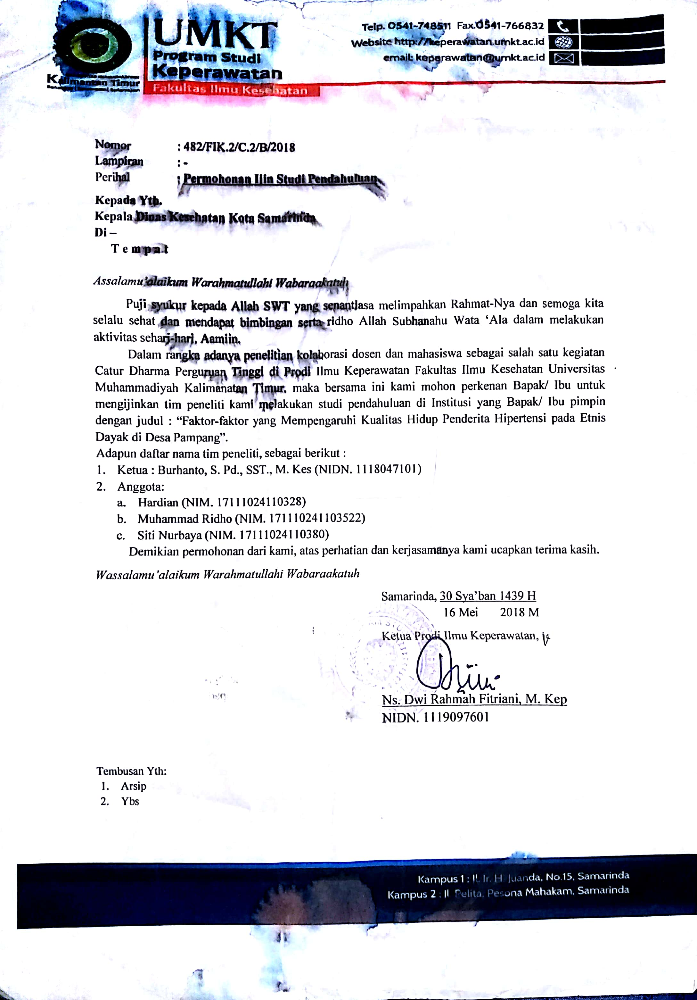 UMKT
Program Studi
Keperawatan
Fakultas Ilmu Kesehatan
Kalimantan Timur
Telp. 0541-748511 Fax.0541-766832
Website http://keperawatan.umkt.ac.id
email: keperawatan@umkt.ac.id
Nomor : 482/FIK.2/C.2/B/2018
Lampiran : -
Perihal : Permohonan Ijin Studi Pendahuluan
Kepada Yth.
Kepala Dinas Kesehatan Kota Samarinda
Di –
T e m p a t
Assalamu'alaikum Warahmatullahi Wabaraakatuh
Puji syukur kepada Allah SWT yang senantiasa melimpahkan Rahmat-Nya dan semoga kita
selalu sehat dan mendapat bimbingan serta ridho Allah Subhanahu Wata ‘Ala dalam melakukan
aktivitas sehari-hari, Aamiin.
Dalam rangka adanya penelitian kolaborasi dosen dan mahasiswa sebagai salah satu kegiatan
Catur Dharma Perguruan Tinggi di Prodi Ilmu Keperawatan Fakultas Ilmu Kesehatan Universitas
Muhammadiyah Kalimanatan Timur, maka bersama ini kami mohon perkenan Bapak/ Ibu untuk
mengijinkan tim peneliti kami melakukan studi pendahuluan di Institusi yang Bapak/ Ibu pimpin
dengan judul : “Faktor-faktor yang Mempengaruhi Kualitas Hidup Penderita Hipertensi pada Etnis
Dayak di Desa Pampang”.
Adapun daftar nama tim peneliti, sebagai berikut :
1. Ketua : Burhanto, S. Pd., SST., M. Kes (NIDN. 1118047101)
2. Anggota:
a. Hardian (NIM. 17111024110328)
b. Muhammad Ridho (NIM. 171110241103522)
c. Siti Nurbaya (NIM. 17111024110380)
Demikian permohonan dari kami, atas perhatian dan kerjasamanya kami ucapkan terima kasih.
Wassalamu’alaikum Warahmatullahi Wabaraakatuh
Samarinda, 30 Sya’ban 1439 H
16 Mei 2018 M
Ketua Prodi Ilmu Keperawatan,
Ns. Dwi Rahmah Fitriani, M. Kep
NIDN. 1119097601
Tembusan Yth:
1. Arsip
2. Ybs
Kampus 1 : Jl. Ir. H. Juanda, No.15, Samarinda
Kampus 2 : Jl Pelita, Pesona Mahakam, Samarinda